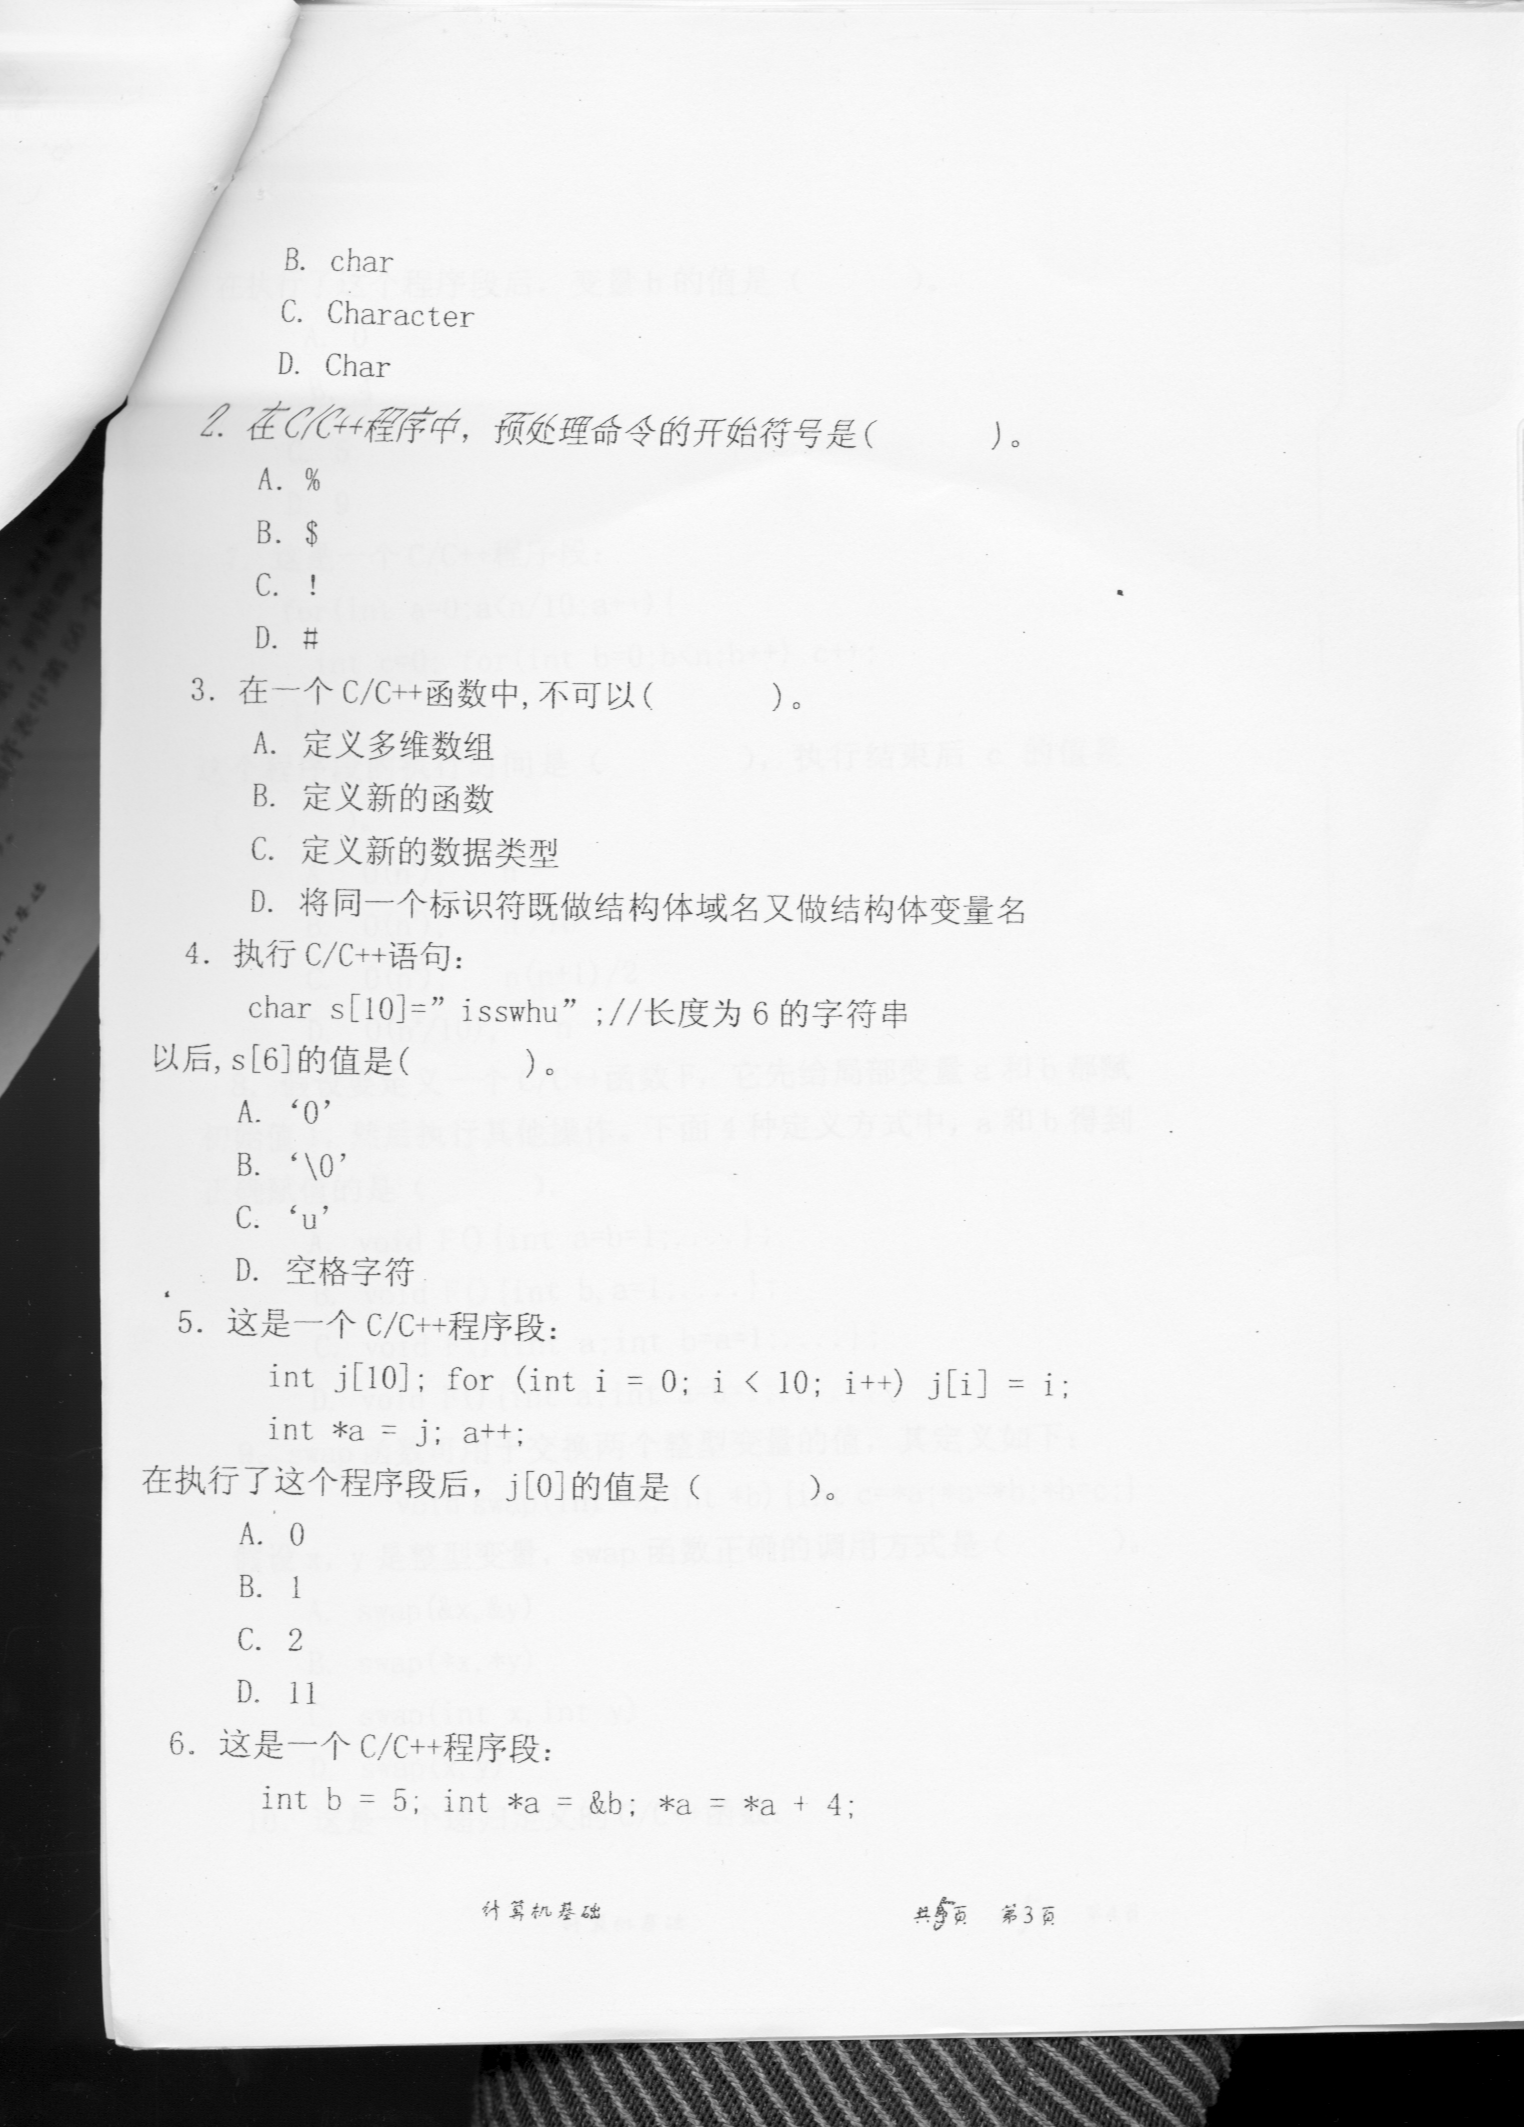 B. char
C. Character
D. Char
2. 在C/C++程序中，预处理命令的开始符号是(        )。
A. %
B. $
C. !
D. #
3. 在一个C/C++函数中,不可以(        )。
A. 定义多维数组
B. 定义新的函数
C. 定义新的数据类型
D. 将同一个标识符既做结构体域名又做结构体变量名
4. 执行C/C++语句:
char s[10]=”isswhu”;//长度为6的字符串
以后,s[6]的值是(        )。
A. ‘0’
B. ‘\0’
C. ‘u’
D. 空格字符
5. 这是一个C/C++程序段:
int j[10]; for (int i = 0; i < 10; i++) j[i] = i;
int *a = j; a++;
在执行了这个程序段后，j[0]的值是(        )。
A. 0
B. 1
C. 2
D. 11
6. 这是一个C/C++程序段:
int b = 5; int *a = &b; *a = *a + 4;
计算机基础    共 页 第3页